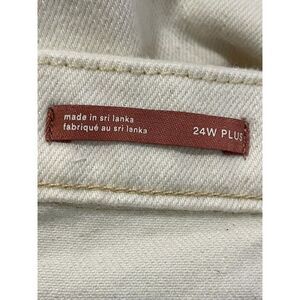 made in sri lanka
fabriqué au sri lanka
24W PLUS